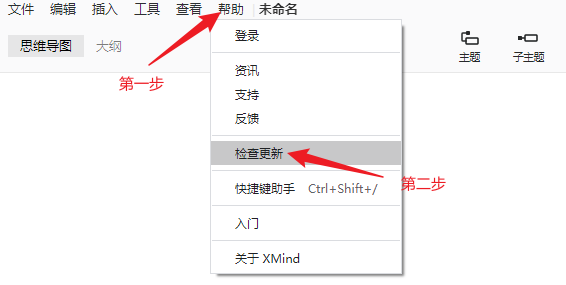 文件 编辑 插入 工具 查看 帮助 未命名
思维导图 大纲
登录
主题 子主题
资讯
第一步
支持
反馈
检查更新
第二步
快捷键助手 Ctrl+Shift+/
入门
关于 XMind